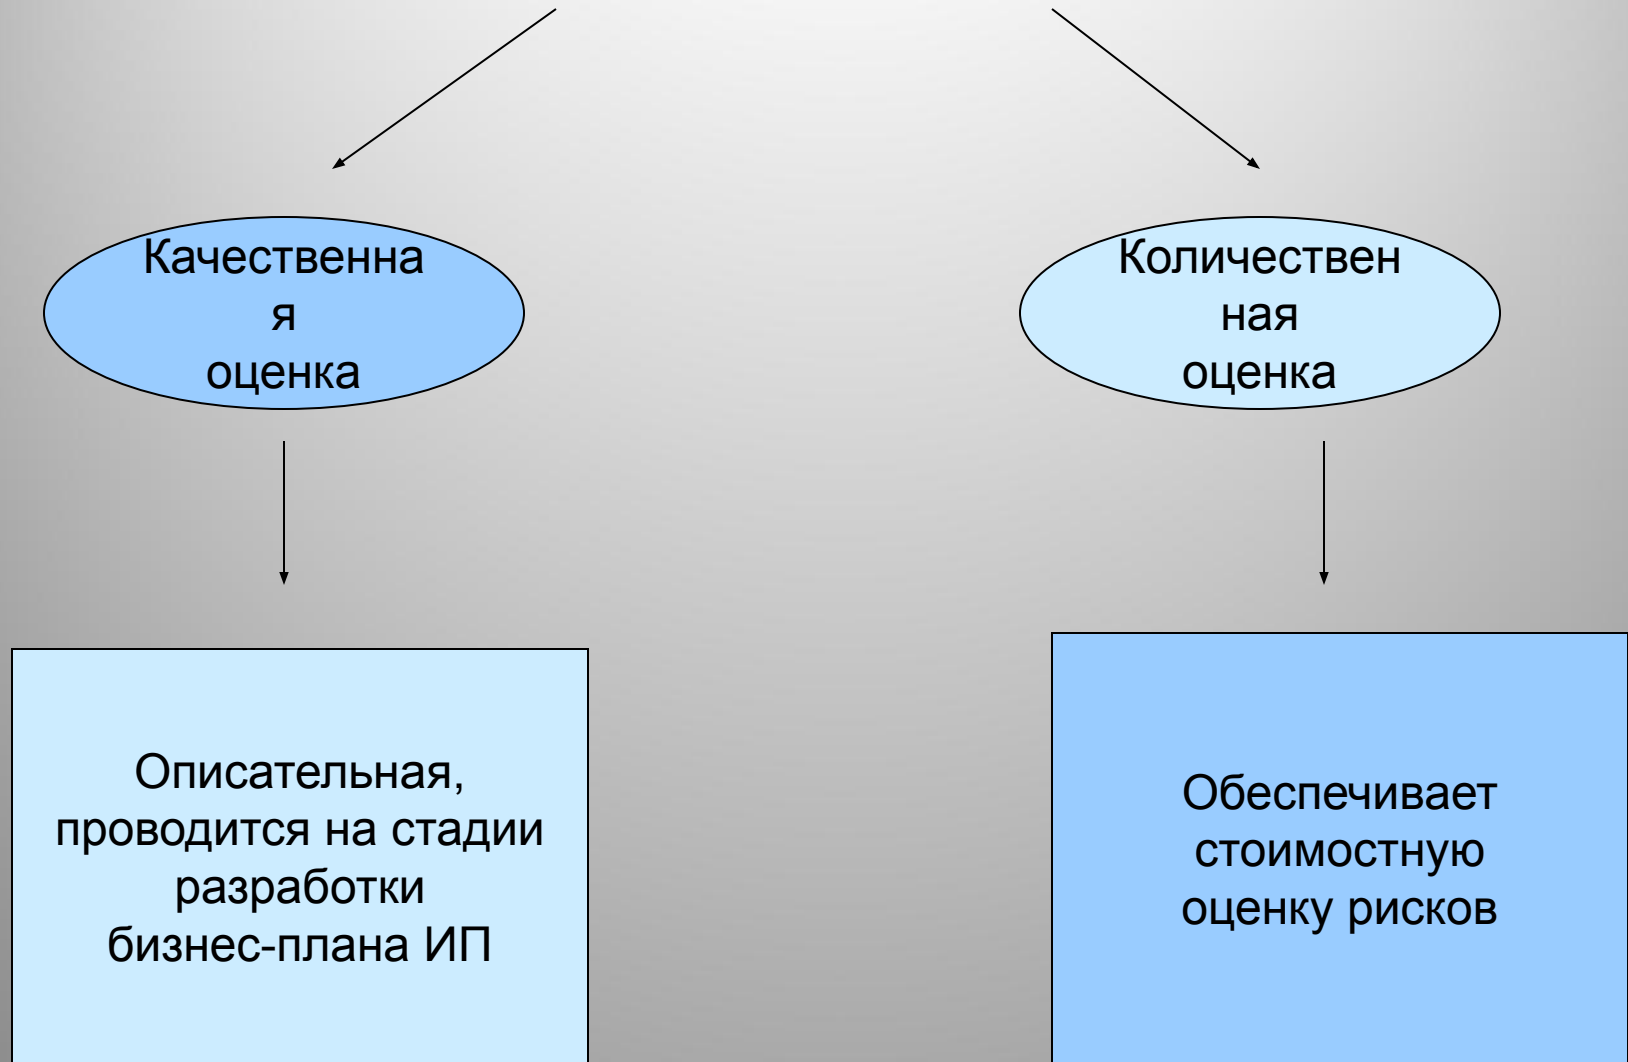 Качественна
я
оценка
Количествен
ная
оценка
Описательная,
проводится на стадии
разработки
бизнес-плана ИП
Обеспечивает
стоимостную
оценку рисков